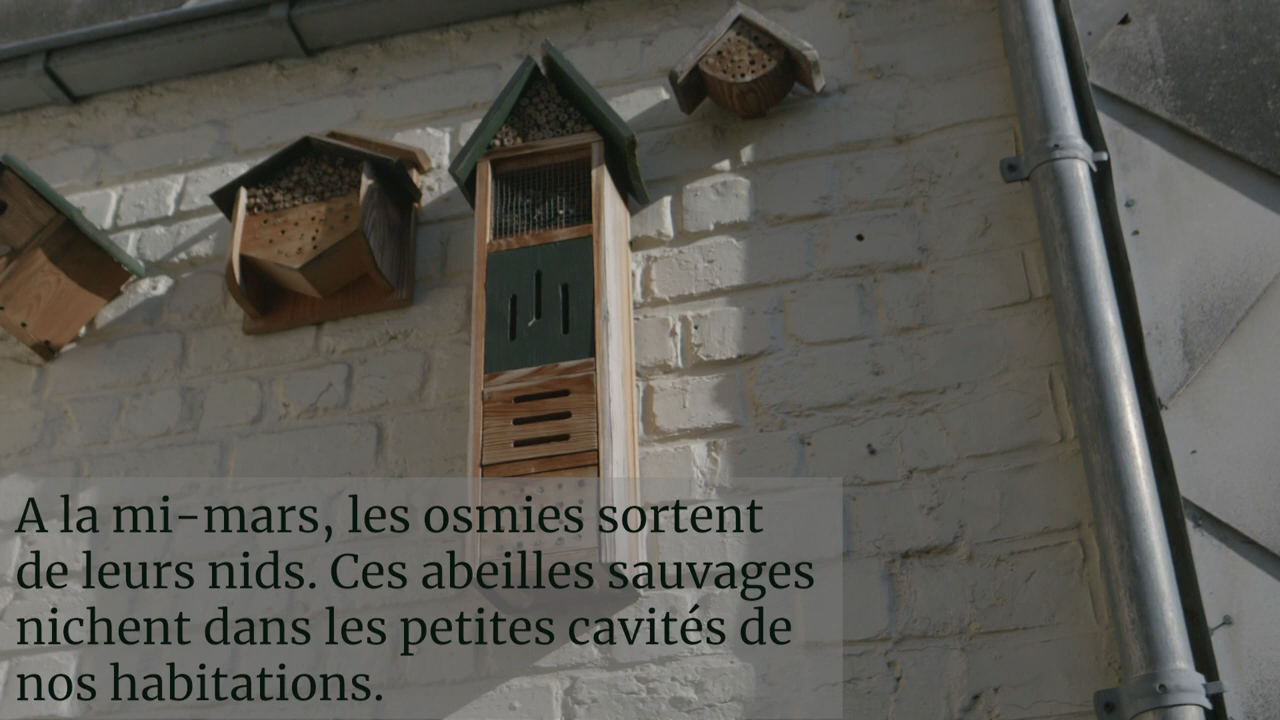 A la mi-mars, les osmies sortent
de leurs nids. Ces abeilles sauvages
nichent dans les petites cavités de
nos habitations.